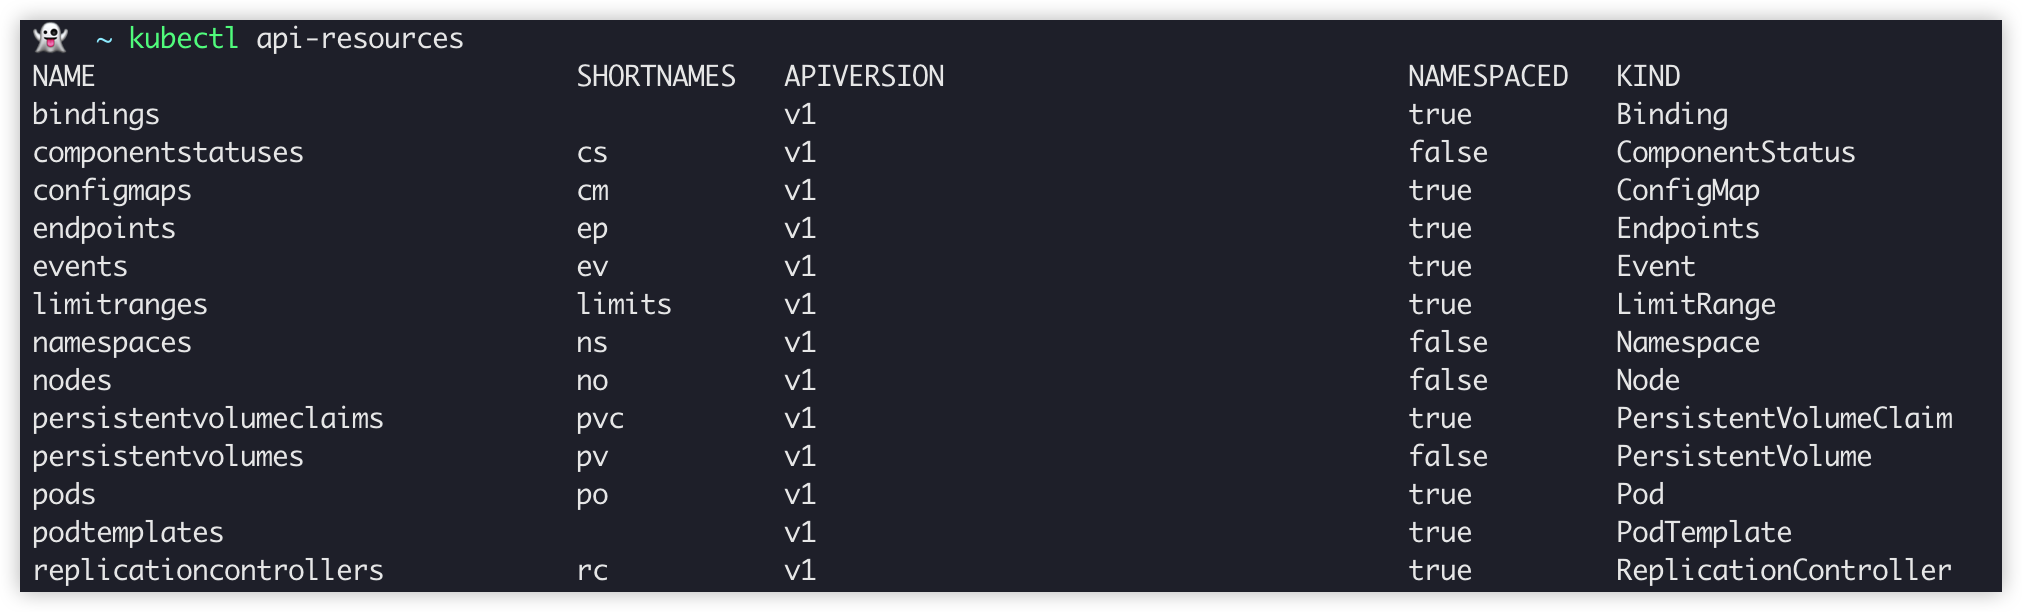 👻 ~ kubectl api-resources
NAME SHORTNAMES APIVERSION NAMESPACED KIND
bindings v1 true Binding
componentstatuses cs v1 false ComponentStatus
configmaps cm v1 true ConfigMap
endpoints ep v1 true Endpoints
events ev v1 true Event
limitranges limits v1 true LimitRange
namespaces ns v1 false Namespace
nodes no v1 false Node
persistentvolumeclaims pvc v1 true PersistentVolumeClaim
persistentvolumes pv v1 false PersistentVolume
pods po v1 true Pod
podtemplates v1 true PodTemplate
replicationcontrollers rc v1 true ReplicationController